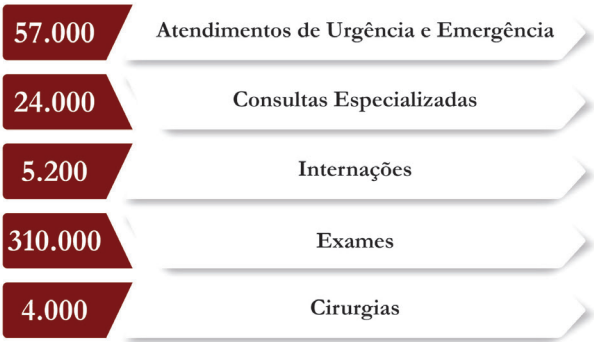 57.000 Atendimentos de Urgência e Emergência
24.000 Consultas Especializadas
5.200 Internações
310.000 Exames
4.000 Cirurgias